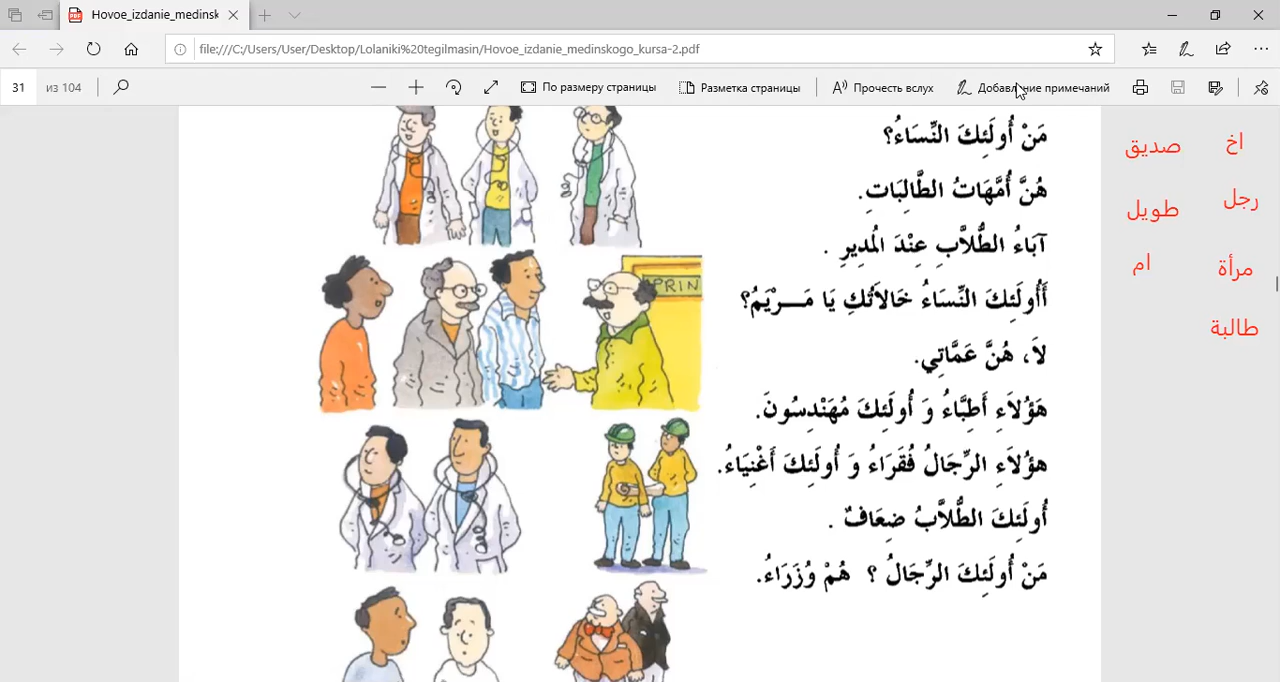 Hovoe_izdanie_medinsk
file:///C:/Users/User/Desktop/Lolaniki%20tegilmasin/Hovoe_izdanie_medinskogo_kursa-2.pdf
31 из 104
По размеру страницы
Разметка страницы
Прочесть вслух
Добавление примечаний
مَنْ أُولَئِكَ النِّسَاءُ؟
هُنَّ أُمَّهَاتُ الطَّالِبَاتِ.
آبَاءُ الطُّلاَّبِ عِنْدَ الْمُدِيرِ .
أَأُولَئِكَ النِّسَاءُ خَالاَتُكِ يَا مَـــرْيَمُ؟
لاَ، هُنَّ عَمَّاتِي.
هَؤُلاَءِ أَطِبَّاءُ وَ أُولَئِكَ مُهَنْدِسُونَ.
هؤُلاَءِ الرِّجَالُ فُقَرَاءُ وَ أُولَئِكَ أَغْنِيَاءُ.
أُولَئِكَ الطُّلاَّبُ ضِعَافٌ .
مَنْ أُولَئِكَ الرِّجَالُ ؟ هُمْ وُزَرَاءُ.
PRIN
اخ صديق
رجل طويل
مرأة ام
طالبة